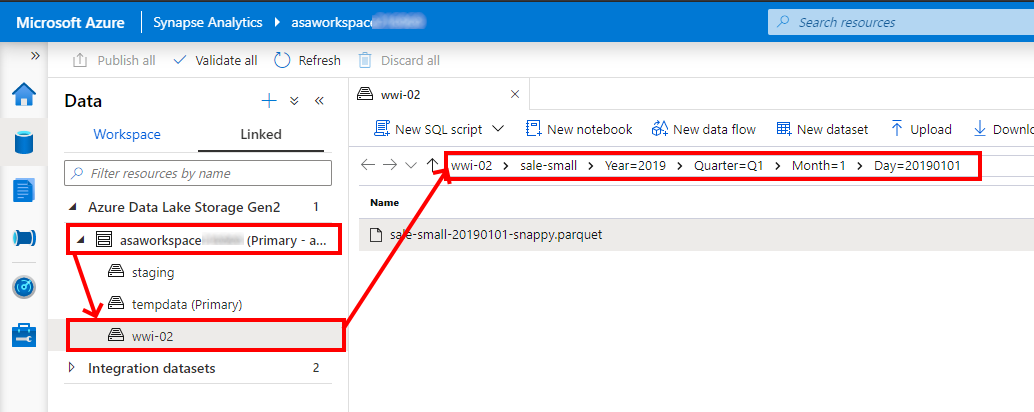 Microsoft Azure Synapse Analytics asaworkspace Search resources
Publish all Validate all Refresh Discard all
Data
Workspace Linked
Filter resources by name
Azure Data Lake Storage Gen2 1
asaworkspace (Primary - a...
staging
tempdata (Primary)
wwi-02
Integration datasets 2
wwi-02
New SQL script New notebook New data flow New dataset Upload Downlo
wwi-02 sale-small Year=2019 Quarter=Q1 Month=1 Day=20190101
Name
sale-small-20190101-snappy.parquet